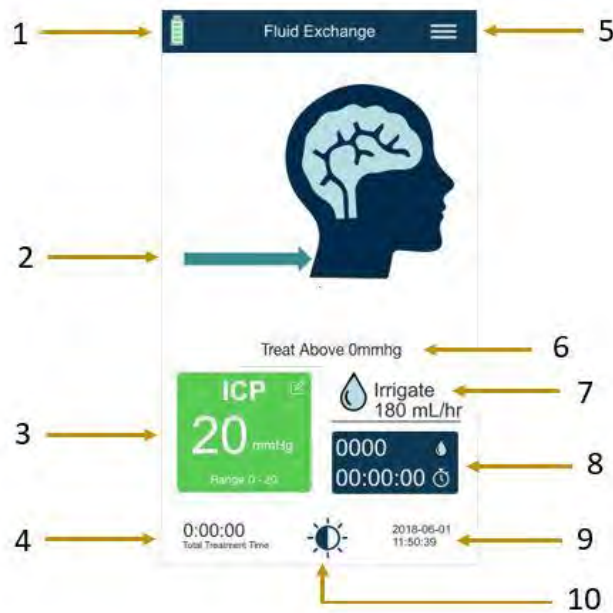 1
Fluid Exchange
5
2
Treat Above 0mmhg
6
ICP
Irrigate
7
180 mL/hr
3
20 mmHg
0000
8
00:00:00
Range 0 - 20
4
0:00:00
Total Treatment Time
2018-06-01
11:50:39
9
10